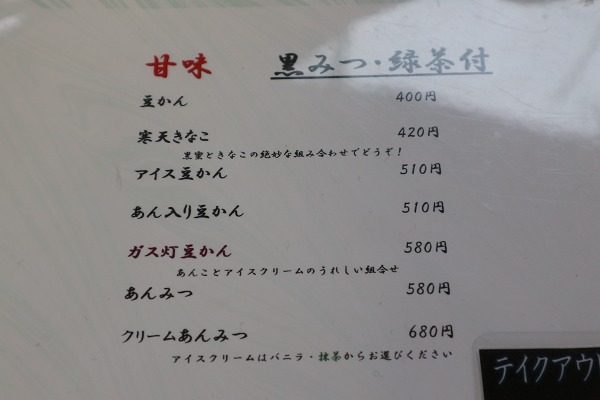 甘味 黒みつ・緑茶付
豆かん 400円
寒天きなこ 420円
黒蜜ときなこの絶妙な組み合わせでどうぞ!
アイス豆かん 510円
あん入り豆かん 510円
ガス灯豆かん 580円
あんことアイスクリームのうれしい組合せ
あんみつ 580円
クリームあんみつ 680円
アイスクリームはバニラ・抹茶からお選びください
テイクアウ